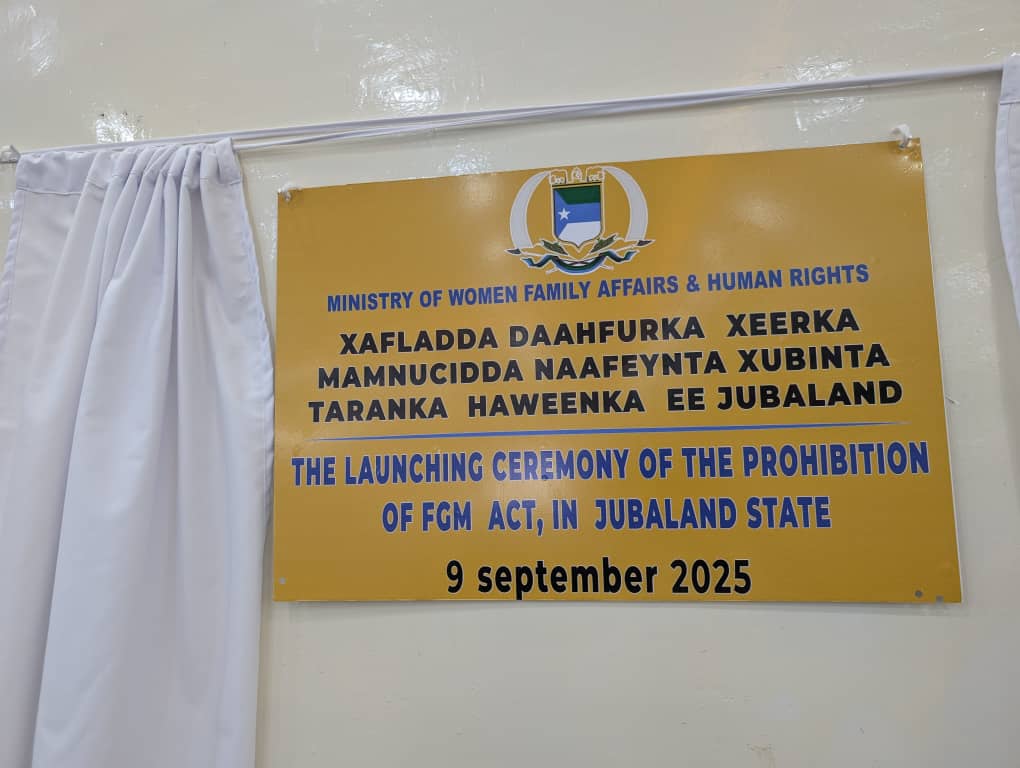 MINISTRY OF WOMEN FAMILY AFFAIRS & HUMAN RIGHTS
XAFLADDA DAAHFURKA XEERKA
MAMNUCIDDA NAAFEYNTA XUBINTA
TARANKA HAWEENKA EE JUBALAND
THE LAUNCHING CEREMONY OF THE PROHIBITION
OF FGM ACT, IN JUBALAND STATE
9 september 2025